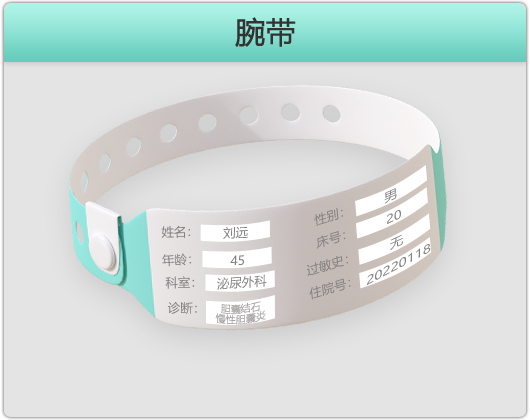 腕带
姓名： 刘远
年龄： 45
科室： 泌尿外科
诊断： 胆囊结石
慢性胆囊炎
性别： 男
床号： 20
过敏史： 无
住院号： 20220118